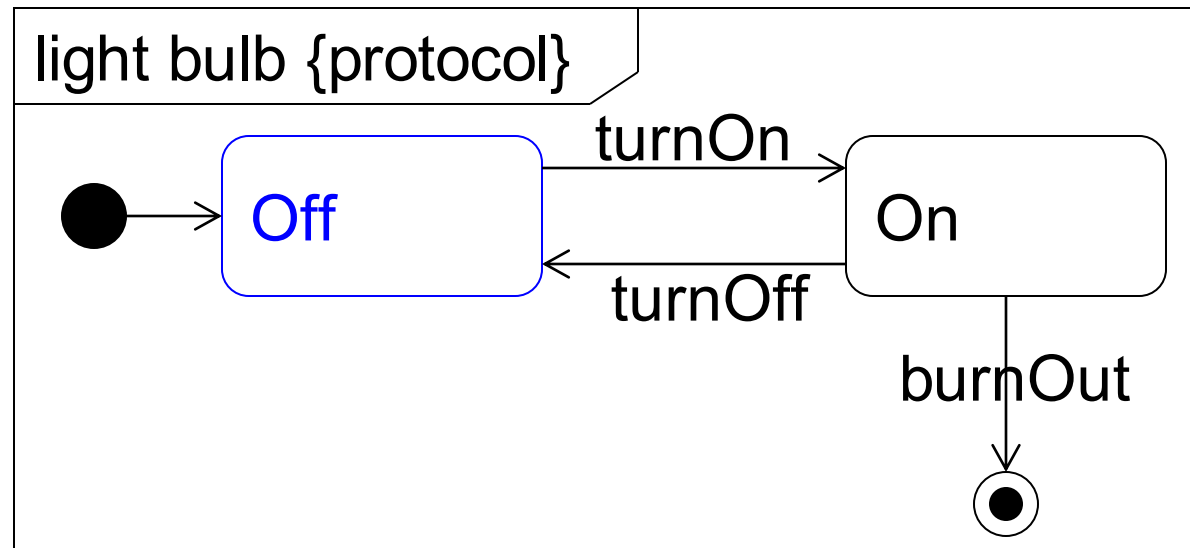 light bulb {protocol}
turnOn
Off
On
turnOff
burnOut